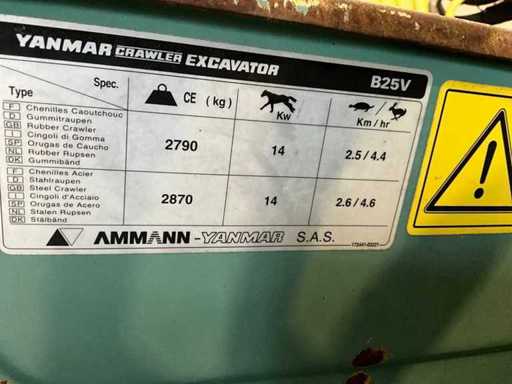 YANMAR CRAWLER EXCAVATOR
B25V
Spec.
Type
CE (kg)
Kw
Km/hr
F Chenilles Caoutchouc
D Gummitraupen
GB Rubber Crawler
I Cingoli di Gomma
SP Orugas de Caucho
NL Rubber Rupsen
DK Gummibänd
2790
14
2.5/4.4
F Chenilles Acier
D Stahlraupen
GB Steel Crawler
I Cingoli d'Acciaio
SP Orugas de Acero
NL Stalen Rupsen
DK Stålbänd
2870
14
2.6/4.6
AMMANN-YANMAR S.A.S.